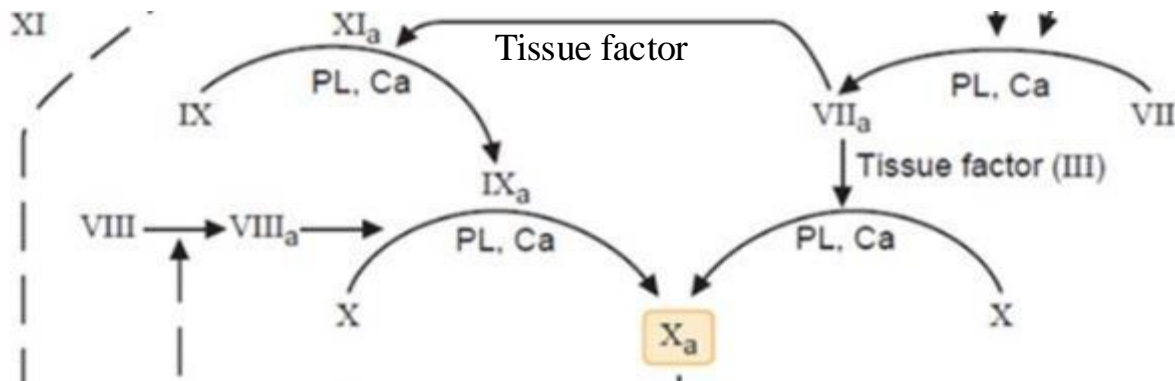 XI
XIa
Tissue factor
PL, Ca
PL, Ca
IX
VIIa
VII
Tissue factor (III)
IXa
VIII
VIIIa
PL, Ca
PL, Ca
X
X
Xa